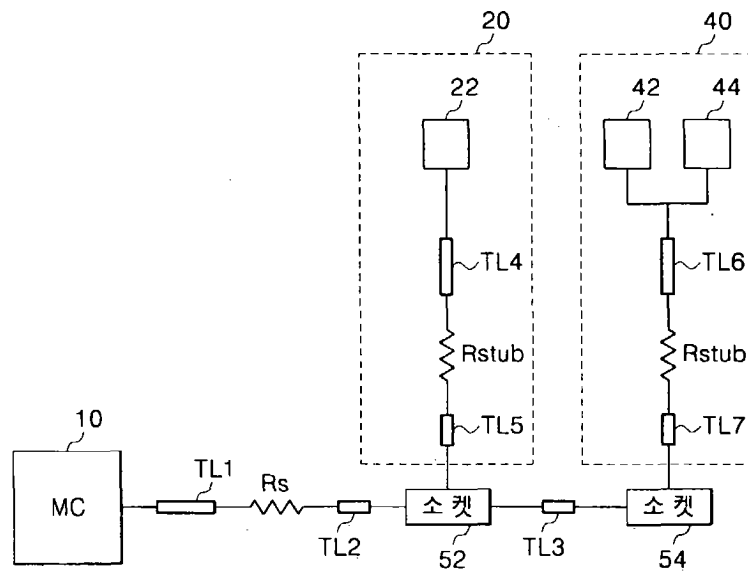 20
40
22
42
44
TL4
TL6
Rstub
Rstub
TL5
TL7
10
MC
TL1
Rs
TL2
소켓
52
TL3
소켓
54